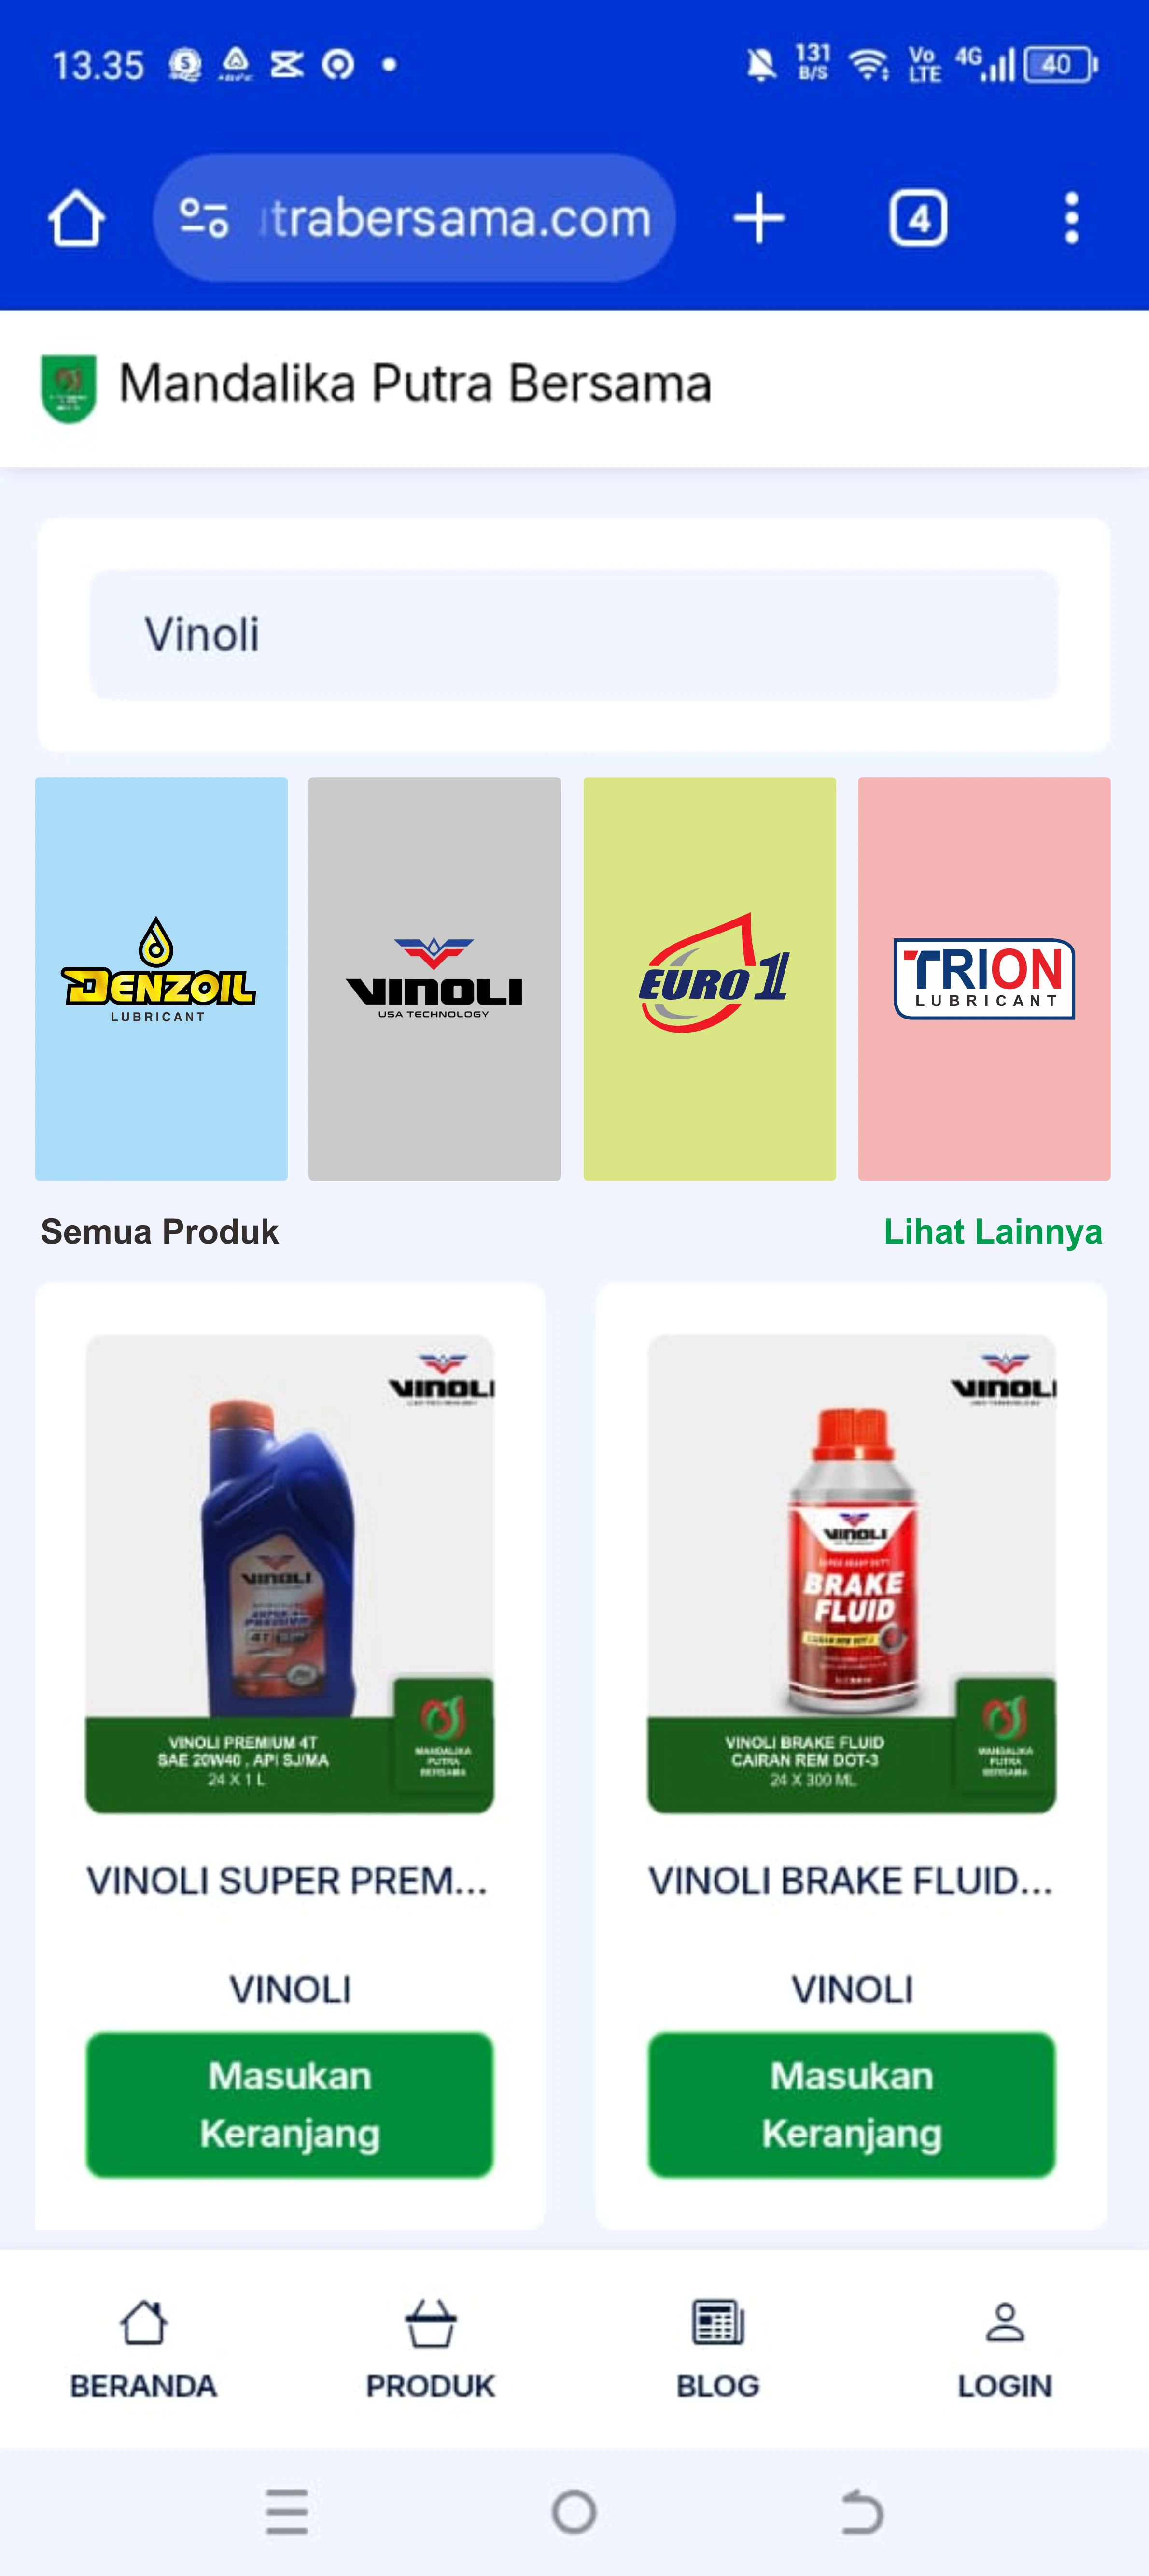 13.35
131 B/S
Vo LTE
4G
40
trabersama.com
4
Mandalika Putra Bersama
Vinoli
DENZOIL
LUBRICANT
VINOLI
USA TECHNOLOGY
EURO 1
TRION
LUBRICANT
Semua Produk
Lihat Lainnya
VINOLI
VINOLI
4T
VINOLI PREMIUM 4T
SAE 20W40 , API SJ/MA
24 X 1 L
MANDALIKA
PUTRA
BERSAMA
VINOLI SUPER PREM...
VINOLI
Masukan
Keranjang
VINOLI
VINOLI
BRAKE
FLUID
VINOLI BRAKE FLUID
CAIRAN REM DOT-3
24 X 300 ML
MANDALIKA
PUTRA
BERSAMA
VINOLI BRAKE FLUID...
VINOLI
Masukan
Keranjang
BERANDA
PRODUK
BLOG
LOGIN